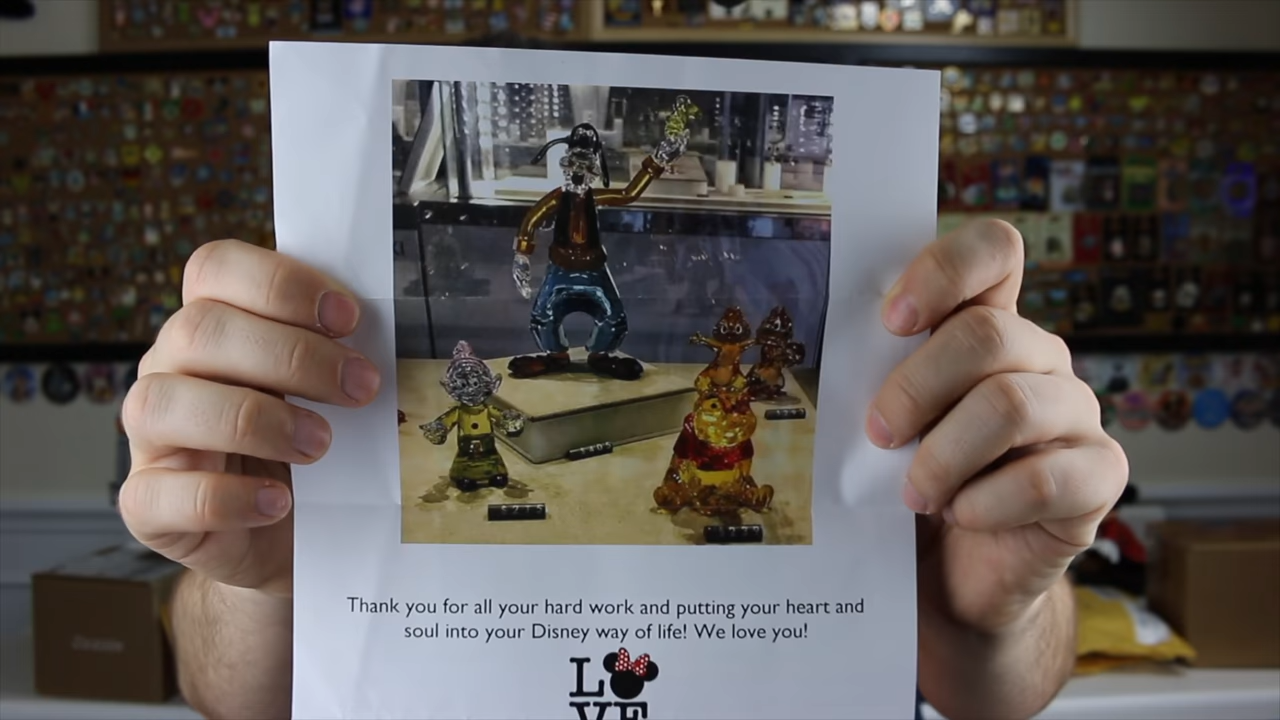 Thank you for all your hard work and putting your heart and
soul into your Disney way of life! We love you!
L
VE